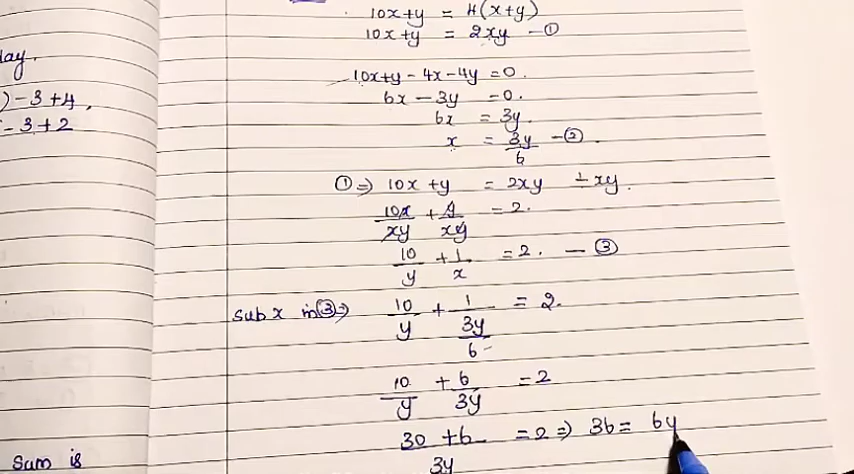 10x+y = 4(x+y)
10x+y = 2xy —①
lay.
10x+y-4x-4y=0.
) -3+4,
6x - 3y = 0.
- 3+2
6x = 3y.
x = 3y/6 —②.
① ⇒ 10x+y = 2xy ÷ xy.
10x/xy + y/xy = 2.
10/y + 1/x = 2. — ③
Sub x in ③ ⇒ 10/y + 1/(3y/6) = 2.
10/y + 6/3y = 2
30+6/3y = 2 ⇒ 36 = 6y
Sum is